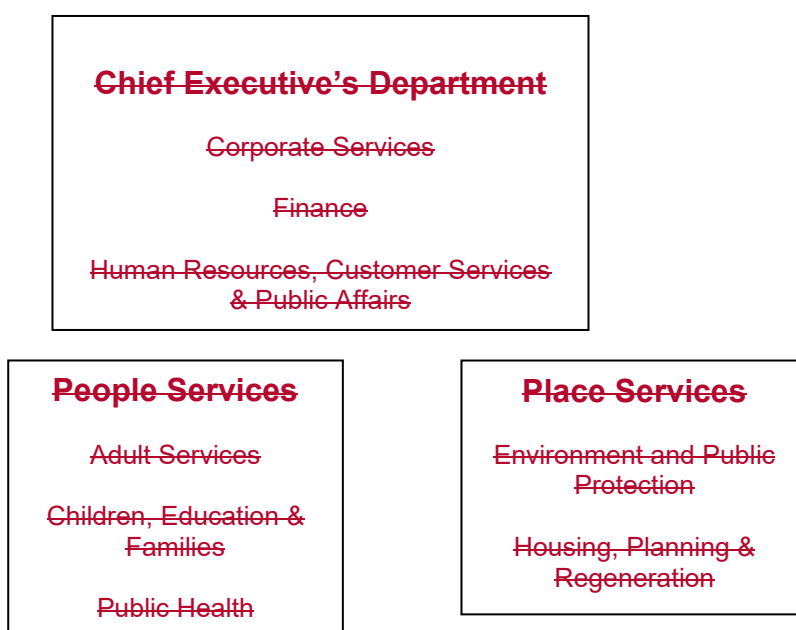 Chief Executive’s Department
Corporate Services
Finance
Human Resources, Customer Services
& Public Affairs
People Services
Adult Services
Children, Education &
Families
Public Health
Place Services
Environment and Public
Protection
Housing, Planning &
Regeneration